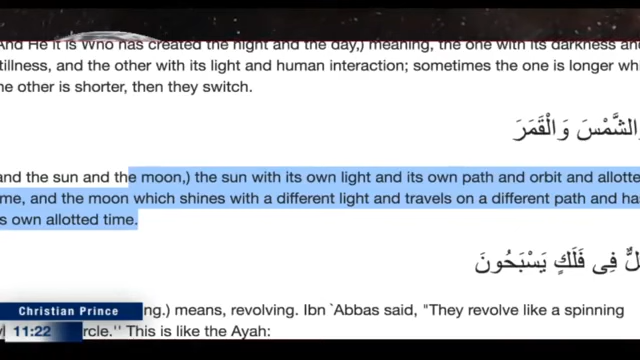 And He it is Who has created the night and the day,) meaning, the one with its darkness and
tillness, and the other with its light and human interaction; sometimes the one is longer whi
he other is shorter, then they switch.
وَالشَّمْسَ وَالْقَمَرَ
and the sun and the moon,) the sun with its own light and its own path and orbit and allotte
me, and the moon which shines with a different light and travels on a different path and ha
s own allotted time.
لٌّ فِى فَلَكٍ يَسْبَحُونَ
ng.) means, revolving. Ibn `Abbas said, "They revolve like a spinning
rcle.'' This is like the Ayah:
Christian Prince
11:22